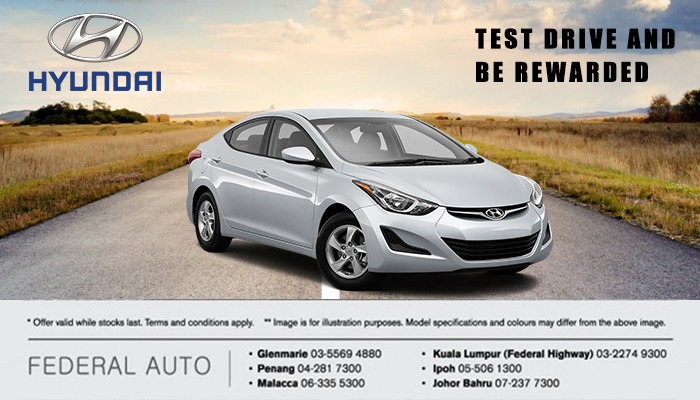 HYUNDAI
TEST DRIVE AND
BE REWARDED
* Offer valid while stocks last. Terms and conditions apply. ** Image is for illustration purposes. Model specifications and colours may differ from the above image.
FEDERAL AUTO
• Glenmarie 03-5569 4880
• Penang 04-281 7300
• Malacca 06-335 5300
• Kuala Lumpur (Federal Highway) 03-2274 9300
• Ipoh 05-506 1300
• Johor Bahru 07-237 7300